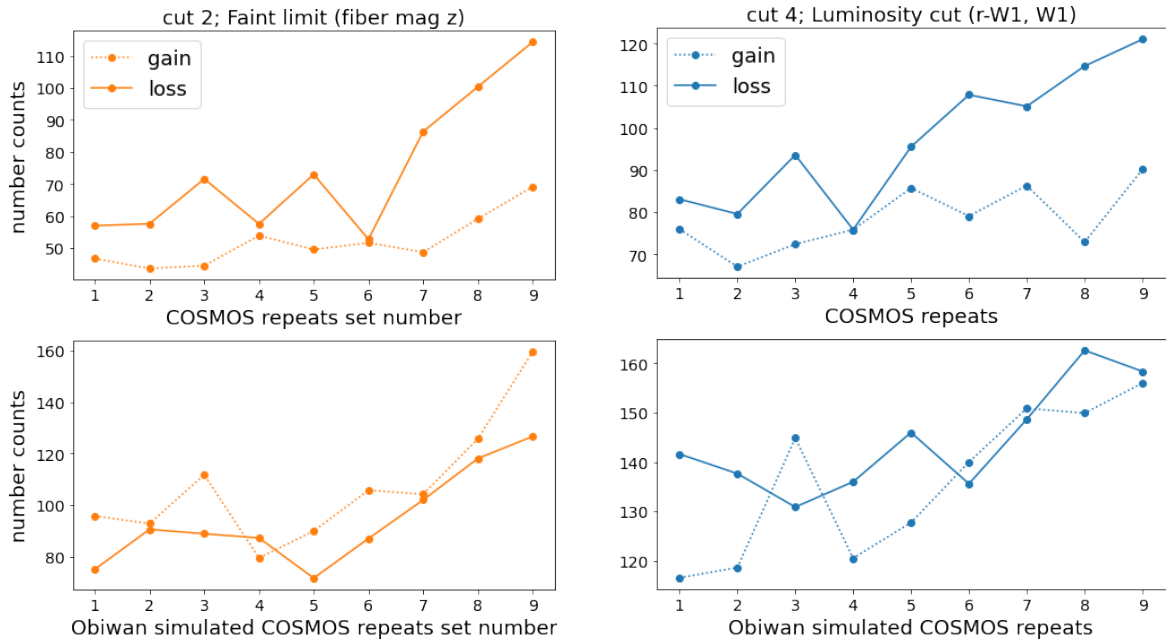 cut 2; Faint limit (fiber mag z)
110
100
90
80
70
60
50
number counts
gain
loss
1 2 3 4 5 6 7 8 9
COSMOS repeats set number
cut 4; Luminosity cut (r-W1, W1)
120
110
100
90
80
70
gain
loss
1 2 3 4 5 6 7 8 9
COSMOS repeats
160
140
120
100
80
number counts
1 2 3 4 5 6 7 8 9
Obiwan simulated COSMOS repeats set number
160
150
140
130
120
1 2 3 4 5 6 7 8 9
Obiwan simulated COSMOS repeats